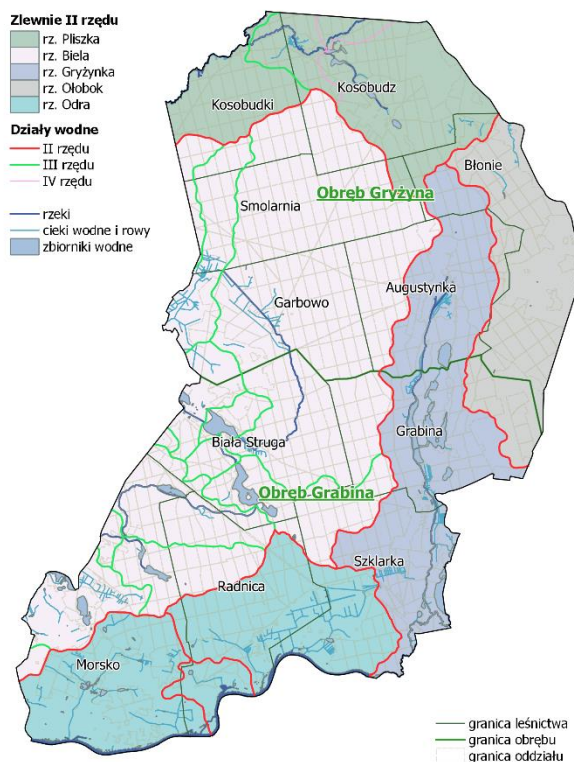 Zlewnie II rzędu
rz. Pliszka
rz. Biela
rz. Gryżynka
rz. Ołobok
rz. Odra
Działy wodne
II rzędu
III rzędu
IV rzędu
rzeki
cieki wodne i rowy
zbiorniki wodne
Kosobudz
Kosobudki
Błonie
Obręb Gryżyna
Smolarnia
Augustynka
Garbowo
Grabina
Biała Struga
Obręb Grabina
Szklarka
Radnica
Morsko
granica leśnictwa
granica obrębu
granica oddziału